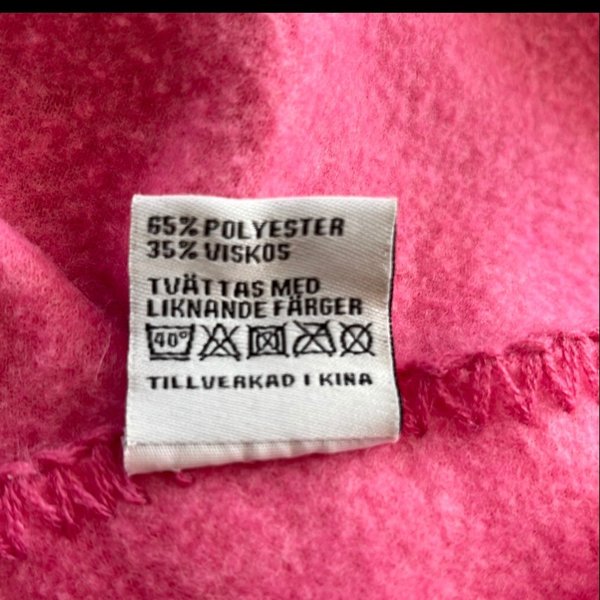 65% POLYESTER
35% VISKOS
TVÄTTAS MED
LIKNANDE FÄRGER
40°
TILLVERKAD I KINA